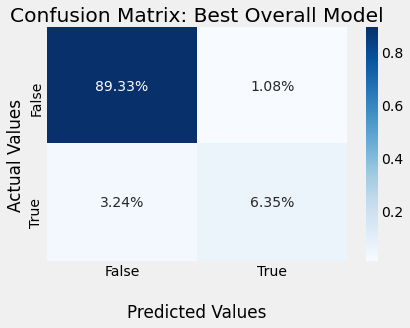 Confusion Matrix: Best Overall Model
Actual Values
False
89.33%
1.08%
True
3.24%
6.35%
False
True
Predicted Values
0.8
0.6
0.4
0.2